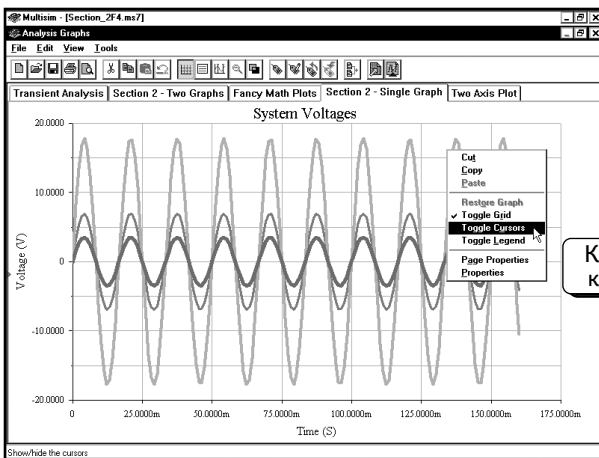 Multisim - [Section_2F4.ms7]
Analysis Graphs
File Edit View Tools
Transient Analysis Section 2 - Two Graphs Fancy Math Plots Section 2 - Single Graph Two Axis Plot
System Voltages
20.0000
10.0000
0
-10.0000
-20.0000
Voltage (V)
Cut
Copy
Paste
Restore Graph
Toggle Grid
Toggle Cursors
Toggle Legend
Page Properties
Properties
0 25.0000m 50.0000m 75.0000m 100.0000m 125.0000m 150.0000m 175.0000m
Time (S)
Show/hide the cursors